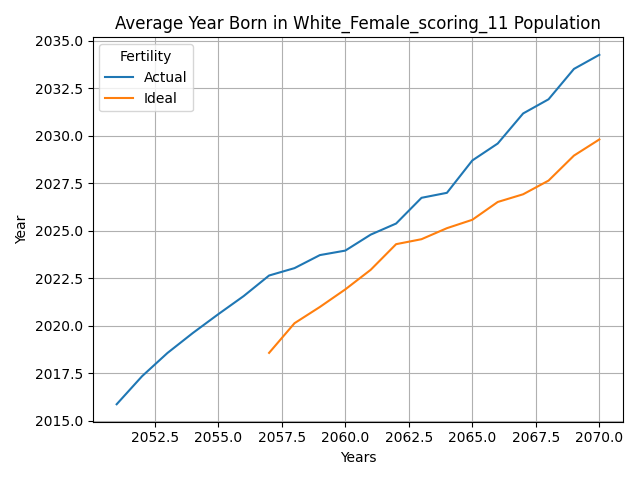 Average Year Born in White_Female_scoring_11 Population
Fertility
Actual
Ideal
2035.0
2032.5
2030.0
2027.5
2025.0
2022.5
2020.0
2017.5
2015.0
Year
2052.5 2055.0 2057.5 2060.0 2062.5 2065.0 2067.5 2070.0
Years